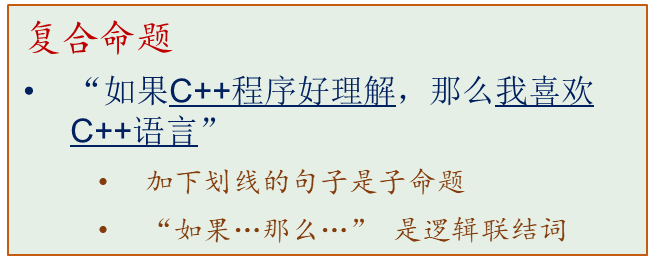 复合命题
• “如果C++程序好理解，那么我喜欢
C++语言”
• 加下划线的句子是子命题
• “如果…那么…” 是逻辑联结词